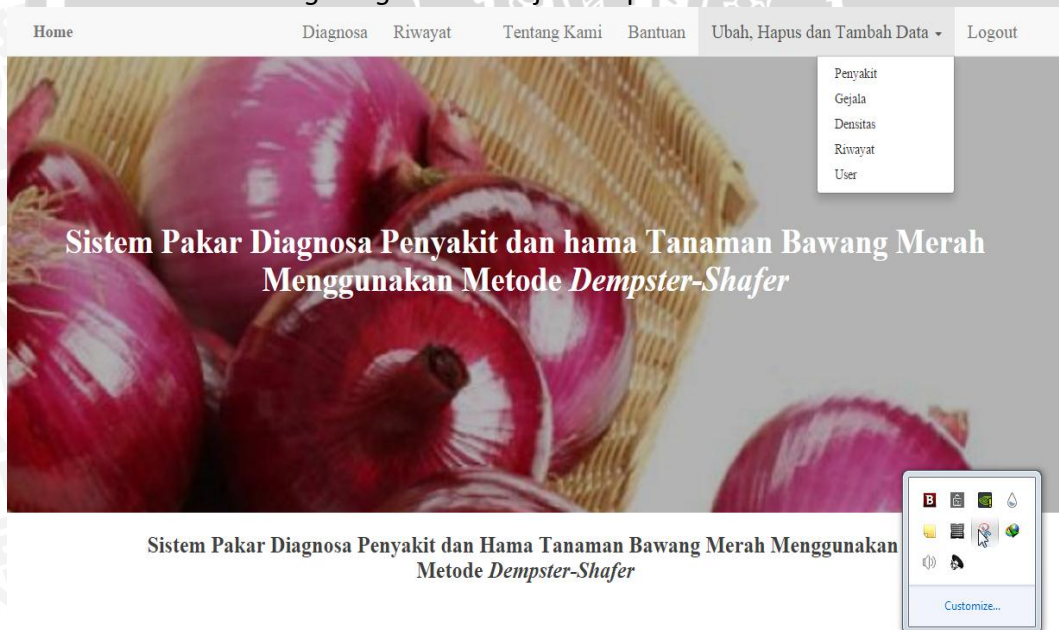 Home Diagnosa Riwayat Tentang Kami Bantuan Ubah, Hapus dan Tambah Data Logout
Penyakit
Gejala
Densitas
Riwayat
User
Sistem Pakar Diagnosa Penyakit dan hama Tanaman Bawang Merah
Menggunakan Metode Dempster-Shafer
Sistem Pakar Diagnosa Penyakit dan Hama Tanaman Bawang Merah Menggunakan
Metode Dempster-Shafer
B
Customize...